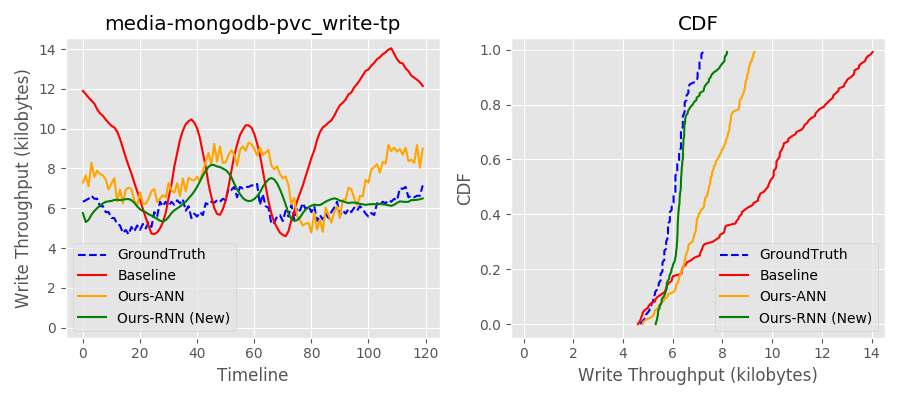 media-mongodb-pvc_write-tp
Write Throughput (kilobytes)
14
12
10
8
6
4
2
0
GroundTruth
Baseline
Ours-ANN
Ours-RNN (New)
0 20 40 60 80 100 120
Timeline
CDF
CDF
1.0
0.8
0.6
0.4
0.2
0.0
GroundTruth
Baseline
Ours-ANN
Ours-RNN (New)
0 2 4 6 8 10 12 14
Write Throughput (kilobytes)